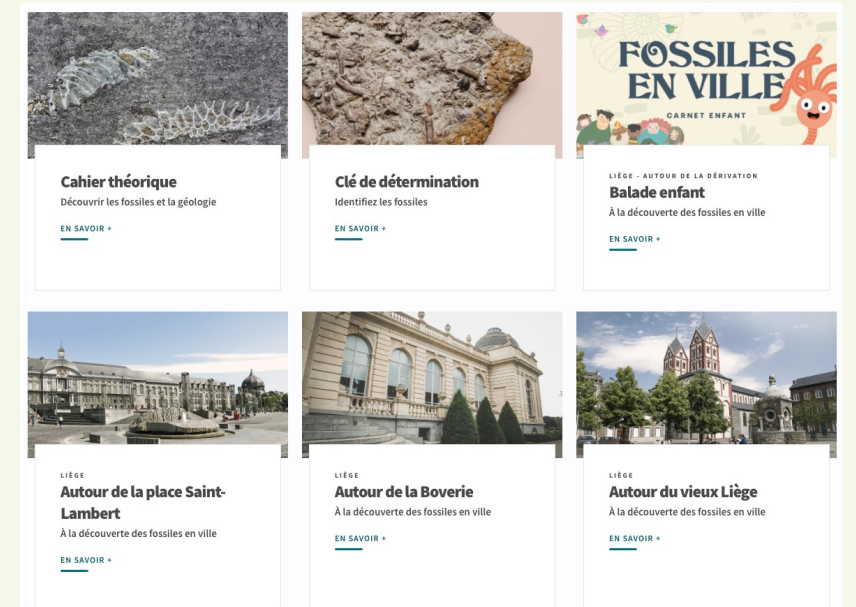 FOSSILES
EN VILLE
CARNET ENFANT
Cahier théorique
Découvrir les fossiles et la géologie
EN SAVOIR +
Clé de détermination
Identifiez les fossiles
EN SAVOIR +
LIÈGE - AUTOUR DE LA DÉRIVATION
Balade enfant
À la découverte des fossiles en ville
EN SAVOIR +
LIÈGE
Autour de la place Saint-
Lambert
À la découverte des fossiles en ville
EN SAVOIR +
LIÈGE
Autour de la Boverie
À la découverte des fossiles en ville
EN SAVOIR +
LIÈGE
Autour du vieux Liège
À la découverte des fossiles en ville
EN SAVOIR +